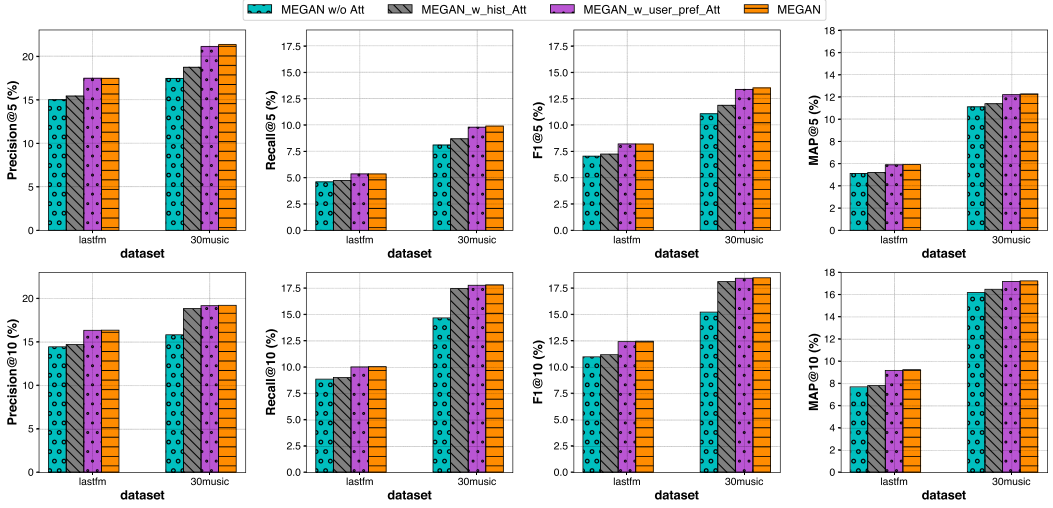 MEGAN w/o Att MEGAN_w_hist_Att MEGAN_w_user_pref_Att MEGAN
Precision@5 (%)
20
15
10
5
0
lastfm 30music
dataset
Recall@5 (%)
17.5
15.0
12.5
10.0
7.5
5.0
2.5
0.0
lastfm 30music
dataset
F1@5 (%)
17.5
15.0
12.5
10.0
7.5
5.0
2.5
0.0
lastfm 30music
dataset
MAP@5 (%)
18
16
14
12
10
8
6
4
2
0
lastfm 30music
dataset
Precision@10 (%)
20
15
10
5
0
lastfm 30music
dataset
Recall@10 (%)
17.5
15.0
12.5
10.0
7.5
5.0
2.5
0.0
lastfm 30music
dataset
F1@10 (%)
17.5
15.0
12.5
10.0
7.5
5.0
2.5
0.0
lastfm 30music
dataset
MAP@10 (%)
18
16
14
12
10
8
6
4
2
0
lastfm 30music
dataset